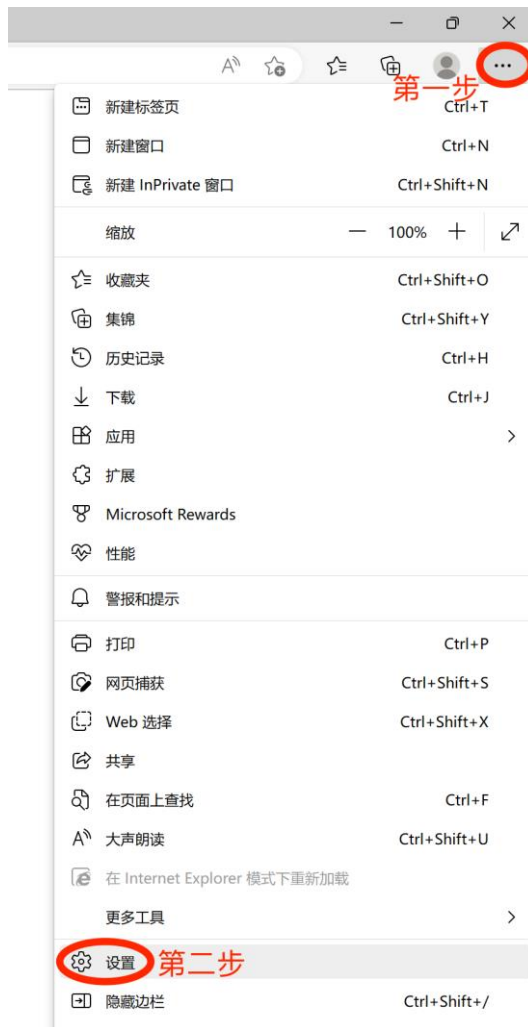 第一步
新建标签页 Ctrl+T
新建窗口 Ctrl+N
新建 InPrivate 窗口 Ctrl+Shift+N
缩放 — 100% +
收藏夹 Ctrl+Shift+O
集锦 Ctrl+Shift+Y
历史记录 Ctrl+H
下载 Ctrl+J
应用
扩展
Microsoft Rewards
性能
警报和提示
打印 Ctrl+P
网页捕获 Ctrl+Shift+S
Web 选择 Ctrl+Shift+X
共享
在页面上查找 Ctrl+F
大声朗读 Ctrl+Shift+U
在 Internet Explorer 模式下重新加载
更多工具
设置 第二步
隐藏边栏 Ctrl+Shift+/